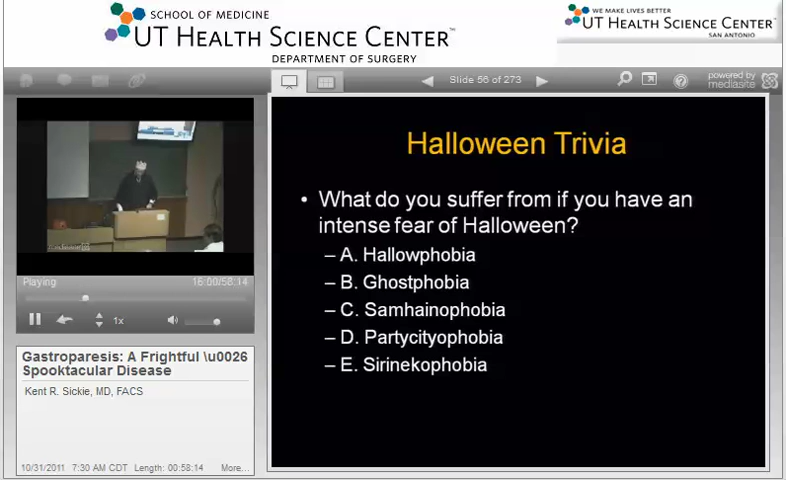 SCHOOL OF MEDICINE
UT HEALTH SCIENCE CENTER™
DEPARTMENT OF SURGERY
WE MAKE LIVES BETTER
UT HEALTH SCIENCE CENTER™
SAN ANTONIO
Slide 56 of 273
powered by
mediasite
Halloween Trivia
• What do you suffer from if you have an
intense fear of Halloween?
– A. Hallowphobia
– B. Ghostphobia
– C. Samhainophobia
– D. Partycityophobia
– E. Sirinekophobia
Playing
16:00/58:14
1x
Gastroparesis: A Frightful \u0026
Spooktacular Disease
Kent R. Sickie, MD, FACS
10/31/2011 7:30 AM CDT Length: 00:58:14 More...